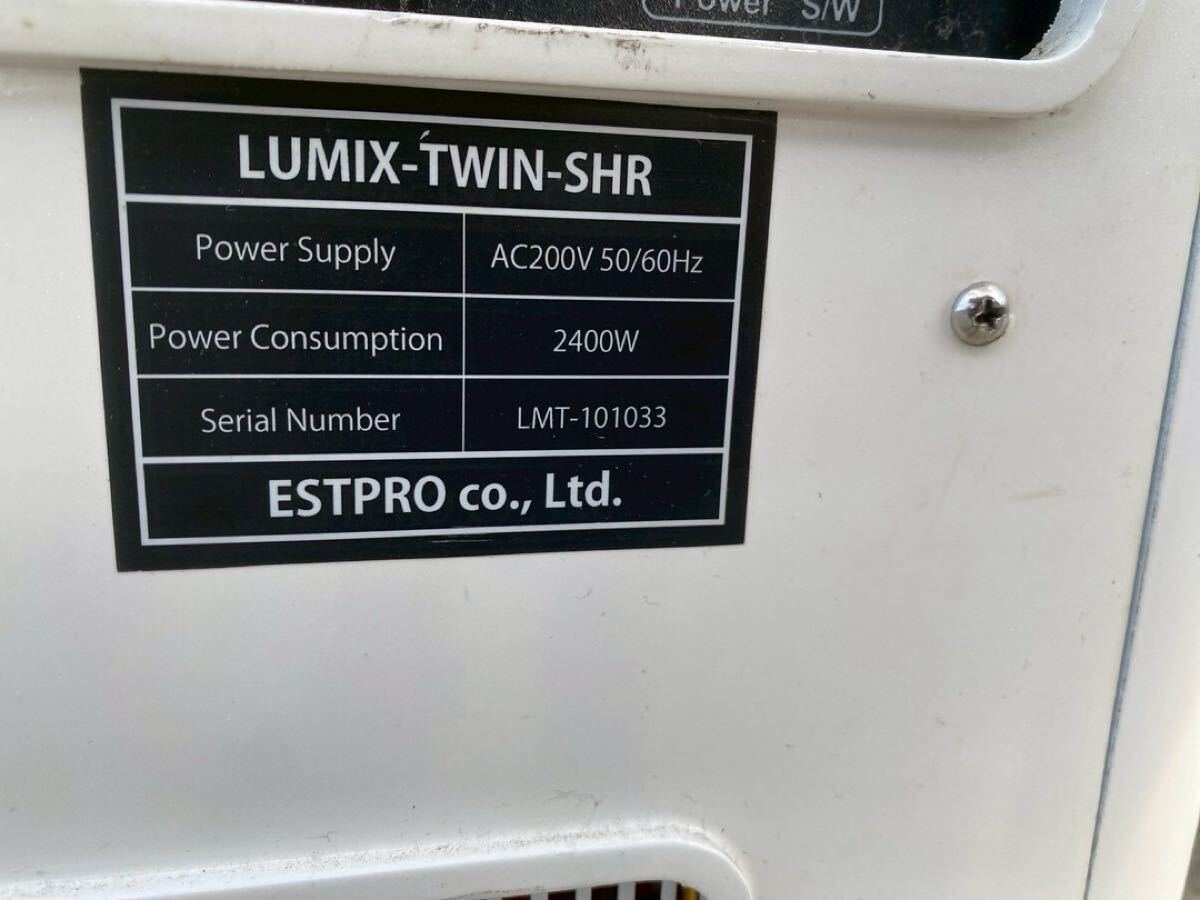 Power S/W
LUMIX-TWIN-SHR
Power Supply AC200V 50/60Hz
Power Consumption 2400W
Serial Number LMT-101033
ESTPRO co., Ltd.